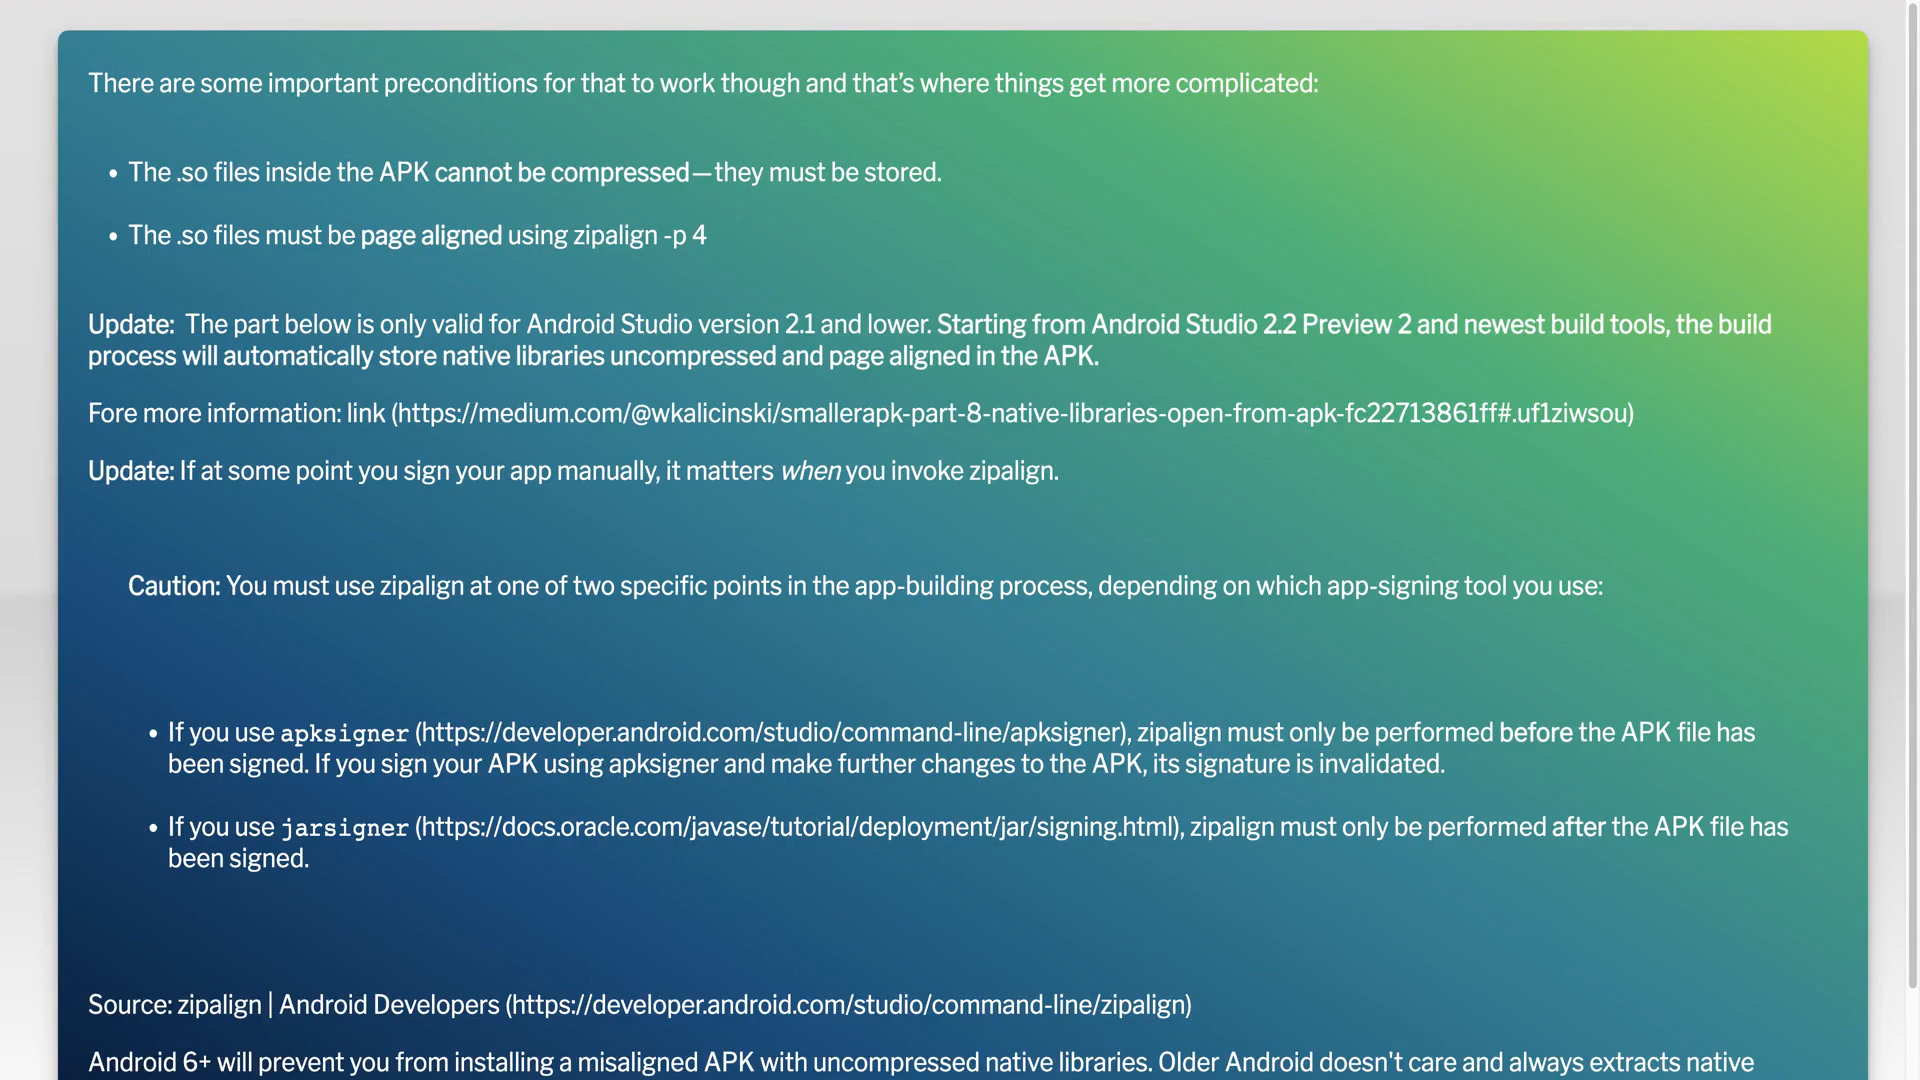 There are some important preconditions for that to work though and that’s where things get more complicated:
• The .so files inside the APK cannot be compressed—they must be stored.
• The .so files must be page aligned using zipalign -p 4
Update:  The part below is only valid for Android Studio version 2.1 and lower. Starting from Android Studio 2.2 Preview 2 and newest build tools, the build
process will automatically store native libraries uncompressed and page aligned in the APK.
Fore more information: link (https://medium.com/@wkalicinski/smallerapk-part-8-native-libraries-open-from-apk-fc22713861ff#.uf1ziwsou)
Update: If at some point you sign your app manually, it matters when you invoke zipalign.
Caution: You must use zipalign at one of two specific points in the app-building process, depending on which app-signing tool you use:
• If you use apksigner (https://developer.android.com/studio/command-line/apksigner), zipalign must only be performed before the APK file has
been signed. If you sign your APK using apksigner and make further changes to the APK, its signature is invalidated.
• If you use jarsigner (https://docs.oracle.com/javase/tutorial/deployment/jar/signing.html), zipalign must only be performed after the APK file has
been signed.
Source: zipalign | Android Developers (https://developer.android.com/studio/command-line/zipalign)
Android 6+ will prevent you from installing a misaligned APK with uncompressed native libraries. Older Android doesn't care and always extracts native